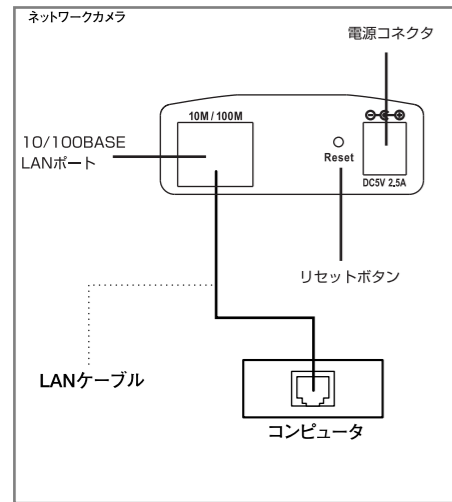 ネットワークカメラ
電源コネクタ
10M / 100M
10/100BASE
LANポート
Reset
DC5V 2.5A
リセットボタン
LANケーブル
コンピュータ